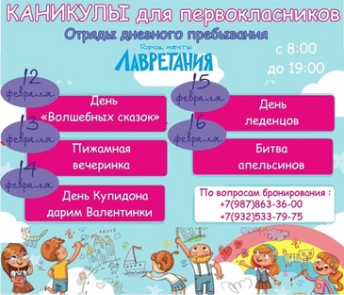 КАНИКУЛЫ для первокласников
Отряды дневного пребывания
Город мечты
ЛАВРЕТАНИЯ
с 8:00
до 19:00
12
февраля
День
«Волшебных сказок»
13
февраля
Пижамная
вечеринка
14
февраля
День Купидона
дарим Валентинки
15
февраля
День
леденцов
16
февраля
Битва
апельсинов
По вопросам бронирования :
+7(987)863-36-00
+7(932)533-79-75